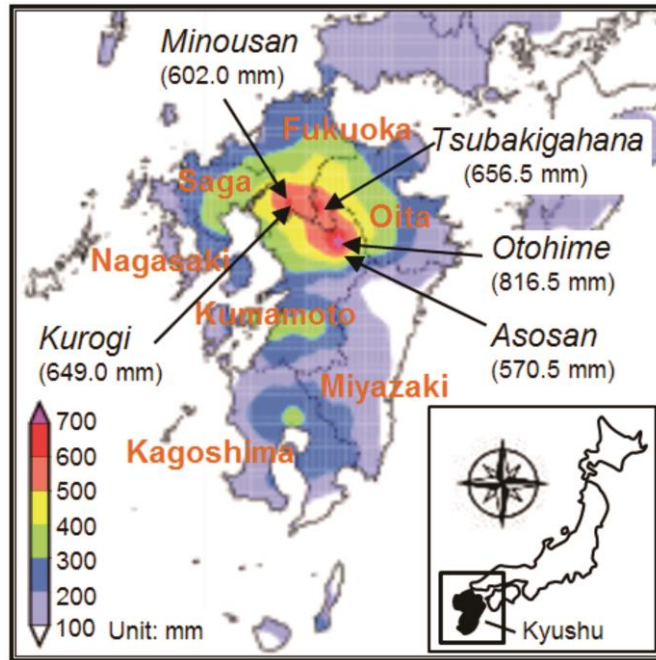 Minousan
(602.0 mm)
Fukuoka
Tsubakigahana
(656.5 mm)
Saga
Oita
Nagasaki
Otohime
(816.5 mm)
Kumamoto
Kurogi
(649.0 mm)
Asosan
(570.5 mm)
Miyazaki
Kagoshima
700
600
500
400
300
200
100
Unit: mm
Kyushu